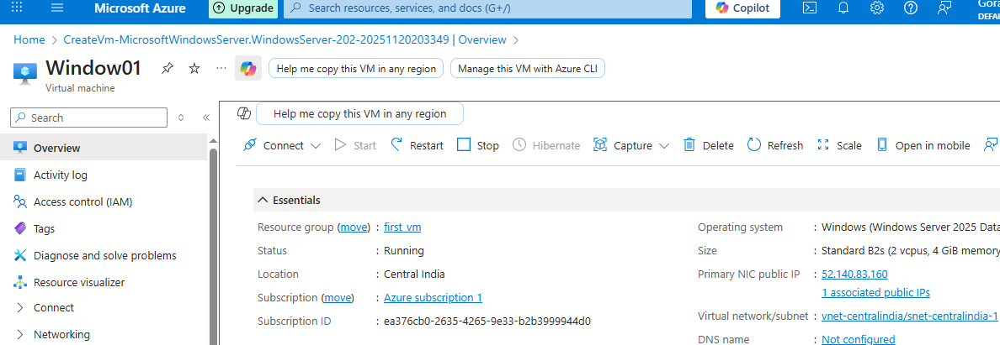 Microsoft Azure Upgrade Search resources, services, and docs (G+/) Copilot
DEFAU
Home > CreateVm-MicrosoftWindowsServer.WindowsServer-202-20251120203349 | Overview >
Window01 ... Help me copy this VM in any region Manage this VM with Azure CLI
Virtual machine
Search
Help me copy this VM in any region
Connect Start Restart Stop Hibernate Capture Delete Refresh Scale Open in mobile
Overview
Activity log
Access control (IAM)
Tags
Diagnose and solve problems
Resource visualizer
Connect
Networking
Essentials
Resource group (move) : first_vm
Status : Running
Location : Central India
Subscription (move) : Azure subscription 1
Subscription ID : ea376cb0-2635-4265-9e33-b2b3999944d0
Operating system : Windows (Windows Server 2025 Data
Size : Standard B2s (2 vcpus, 4 GiB memory
Primary NIC public IP : 52.140.83.160
1 associated public IPs
Virtual network/subnet : vnet-centralindia/snet-centralindia-1
DNS name : Not configured